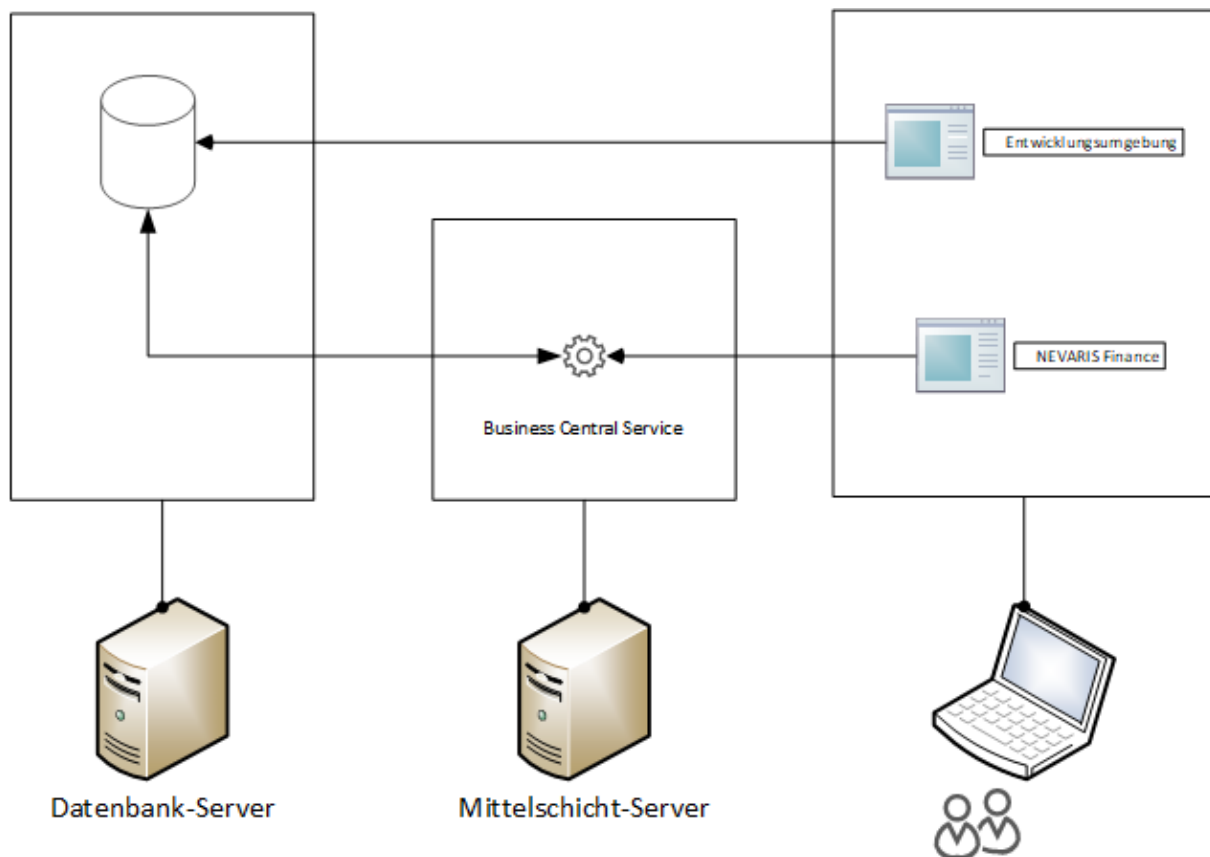 Entwicklungsumgebung
NEVARIS Finance
Business Central Service
Datenbank-Server
Mittelschicht-Server